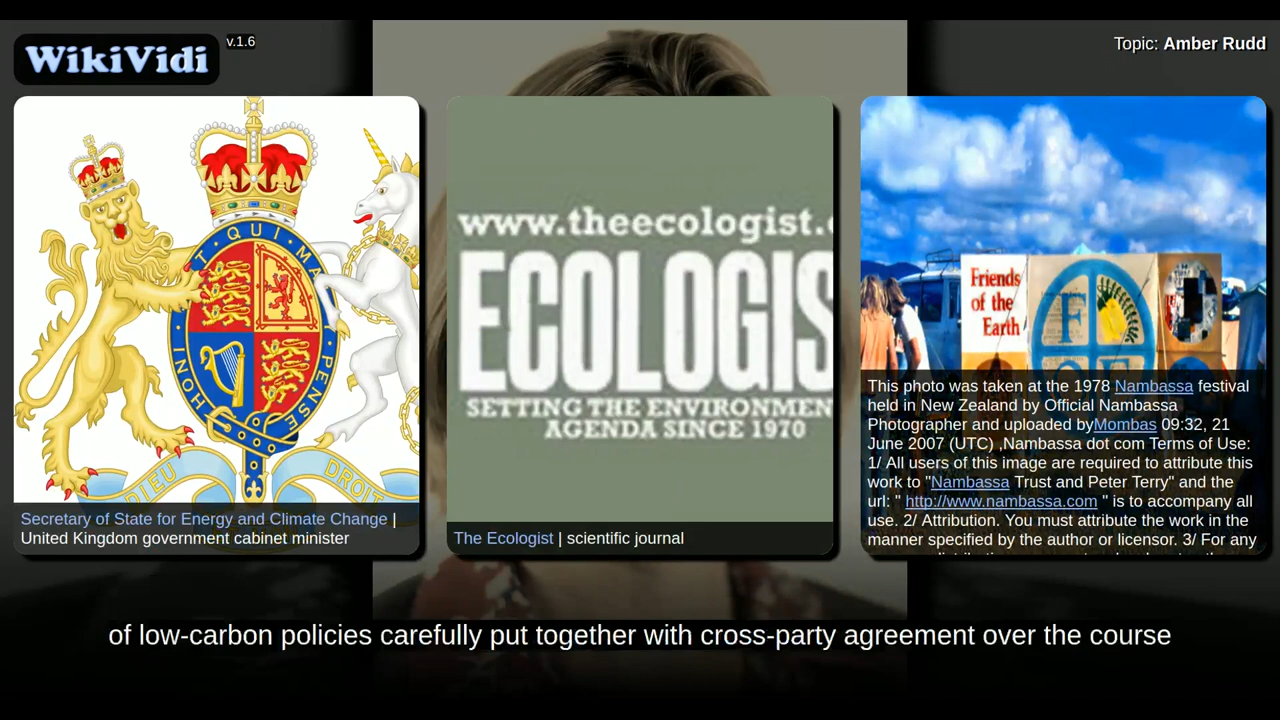 WikiVidi
v.1.6
Topic: Amber Rudd
T · QUI · MA
HONI
PENSE
DIEU
DROIT
Secretary of State for Energy and Climate Change |
United Kingdom government cabinet minister
www.theecologist.
ECOLOGIS
SETTING THE ENVIRONMEN
AGENDA SINCE 1970
The Ecologist | scientific journal
Friends
of the
Earth
F
This photo was taken at the 1978 Nambassa festival
held in New Zealand by Official Nambassa
Photographer and uploaded byMombas 09:32, 21
June 2007 (UTC) ,Nambassa dot com Terms of Use:
1/ All users of this image are required to attribute this
work to "Nambassa Trust and Peter Terry" and the
url: " http://www.nambassa.com " is to accompany all
use. 2/ Attribution. You must attribute the work in the
manner specified by the author or licensor. 3/ For any
of low-carbon policies carefully put together with cross-party agreement over the course